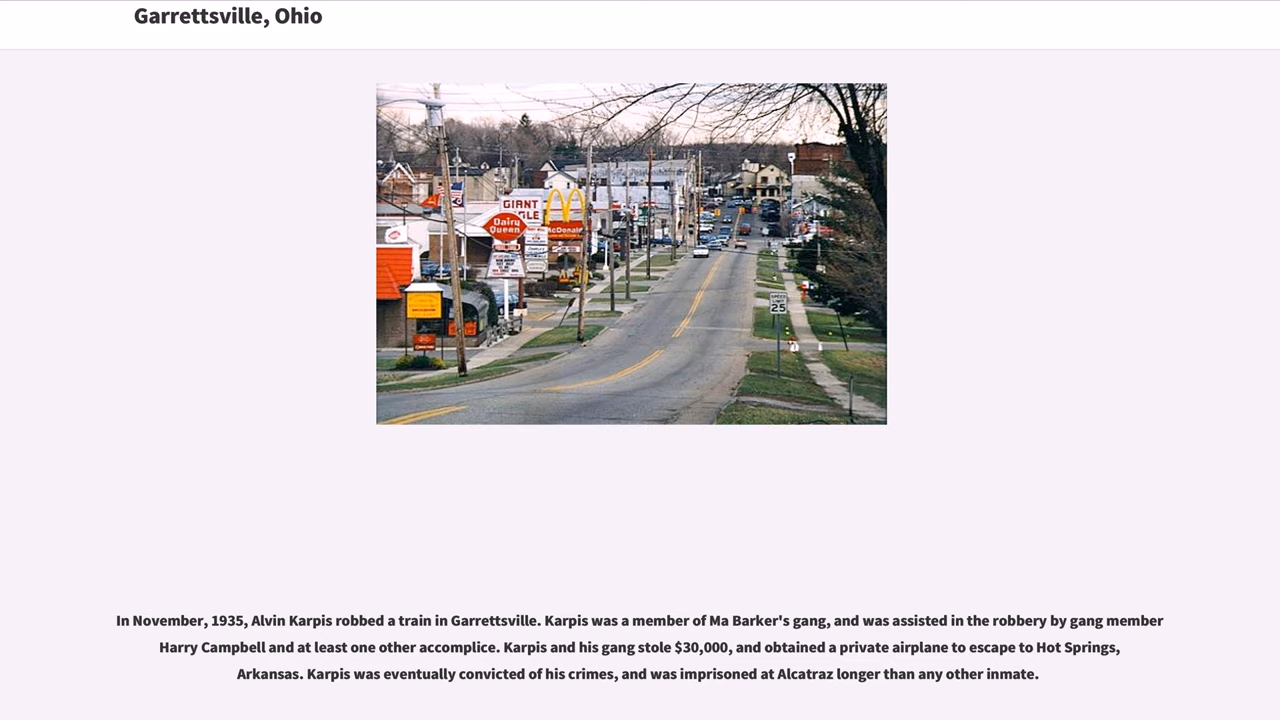 Garrettsville, Ohio
GIANT
Dairy
Queen
McDonald
SPEED
LIMIT
25
In November, 1935, Alvin Karpis robbed a train in Garrettsville. Karpis was a member of Ma Barker's gang, and was assisted in the robbery by gang member
Harry Campbell and at least one other accomplice. Karpis and his gang stole $30,000, and obtained a private airplane to escape to Hot Springs,
Arkansas. Karpis was eventually convicted of his crimes, and was imprisoned at Alcatraz longer than any other inmate.